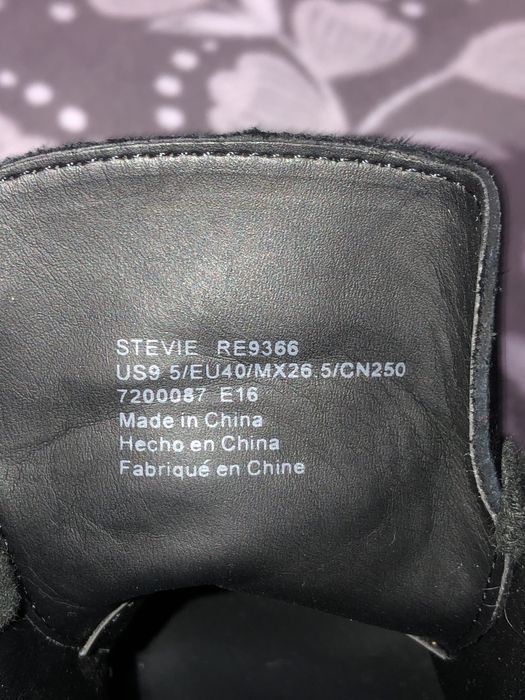 STEVIE RE9366
US9.5/EU40/MX26.5/CN250
7200087 E16
Made in China
Hecho en China
Fabriqué en Chine